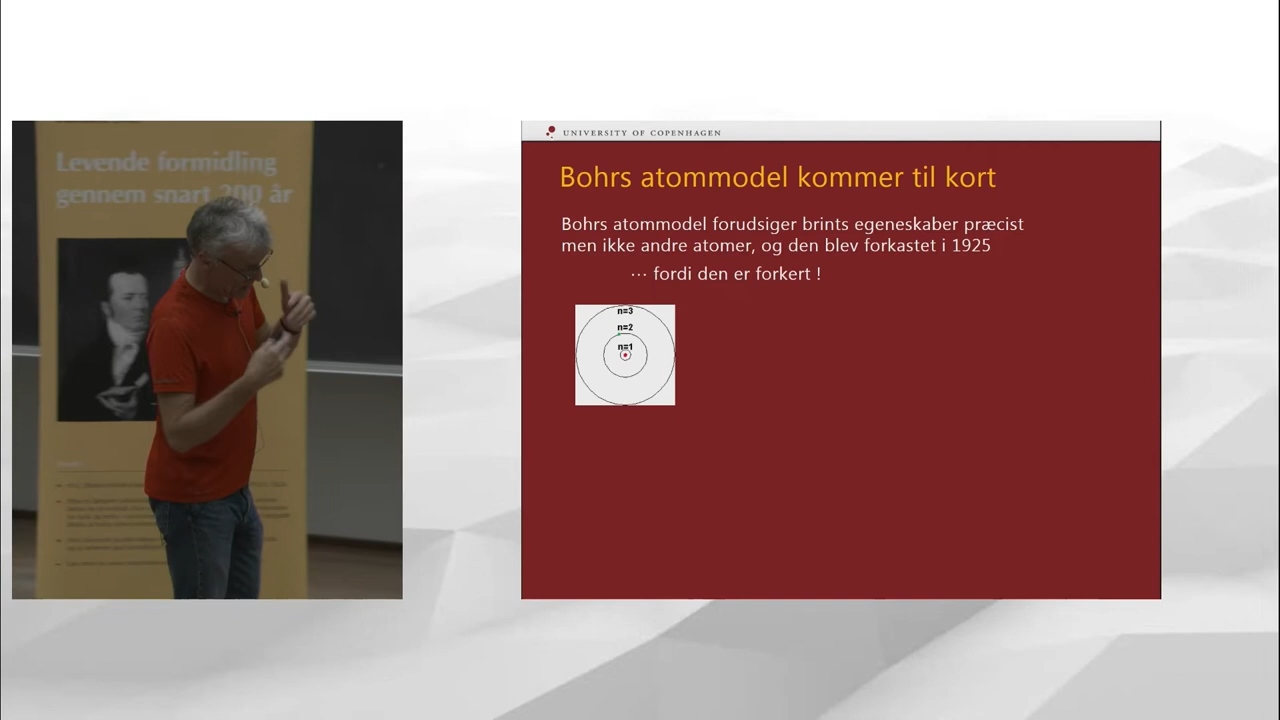 Levende formidling
gennem snart 200 år
UNIVERSITY OF COPENHAGEN
Bohrs atommodel kommer til kort
Bohrs atommodel forudsiger brints egeneskaber præcist
men ikke andre atomer, og den blev forkastet i 1925
··· fordi den er forkert !
n=3
n=2
n=1